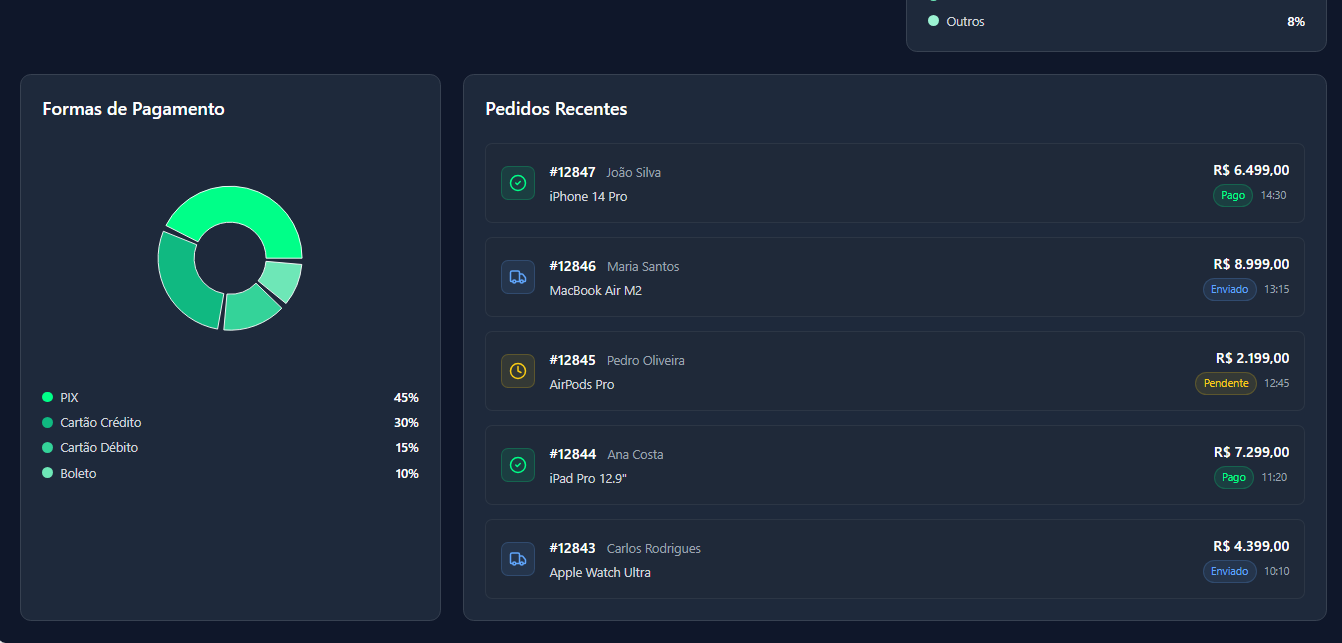 Outros 8%
Formas de Pagamento
PIX 45%
Cartão Crédito 30%
Cartão Débito 15%
Boleto 10%
Pedidos Recentes
#12847 João Silva R$ 6.499,00
iPhone 14 Pro Pago 14:30
#12846 Maria Santos R$ 8.999,00
MacBook Air M2 Enviado 13:15
#12845 Pedro Oliveira R$ 2.199,00
AirPods Pro Pendente 12:45
#12844 Ana Costa R$ 7.299,00
iPad Pro 12.9" Pago 11:20
#12843 Carlos Rodrigues R$ 4.399,00
Apple Watch Ultra Enviado 10:10